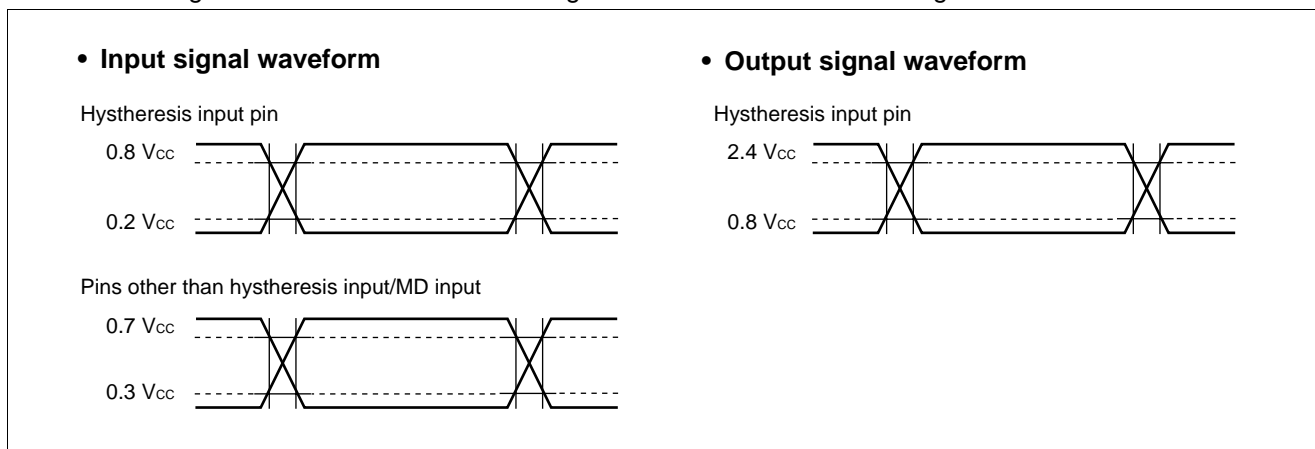 • Input signal waveform
Hystheresis input pin
0.8 Vcc
0.2 Vcc
Pins other than hystheresis input/MD input
0.7 Vcc
0.3 Vcc
• Output signal waveform
Hystheresis input pin
2.4 Vcc
0.8 Vcc